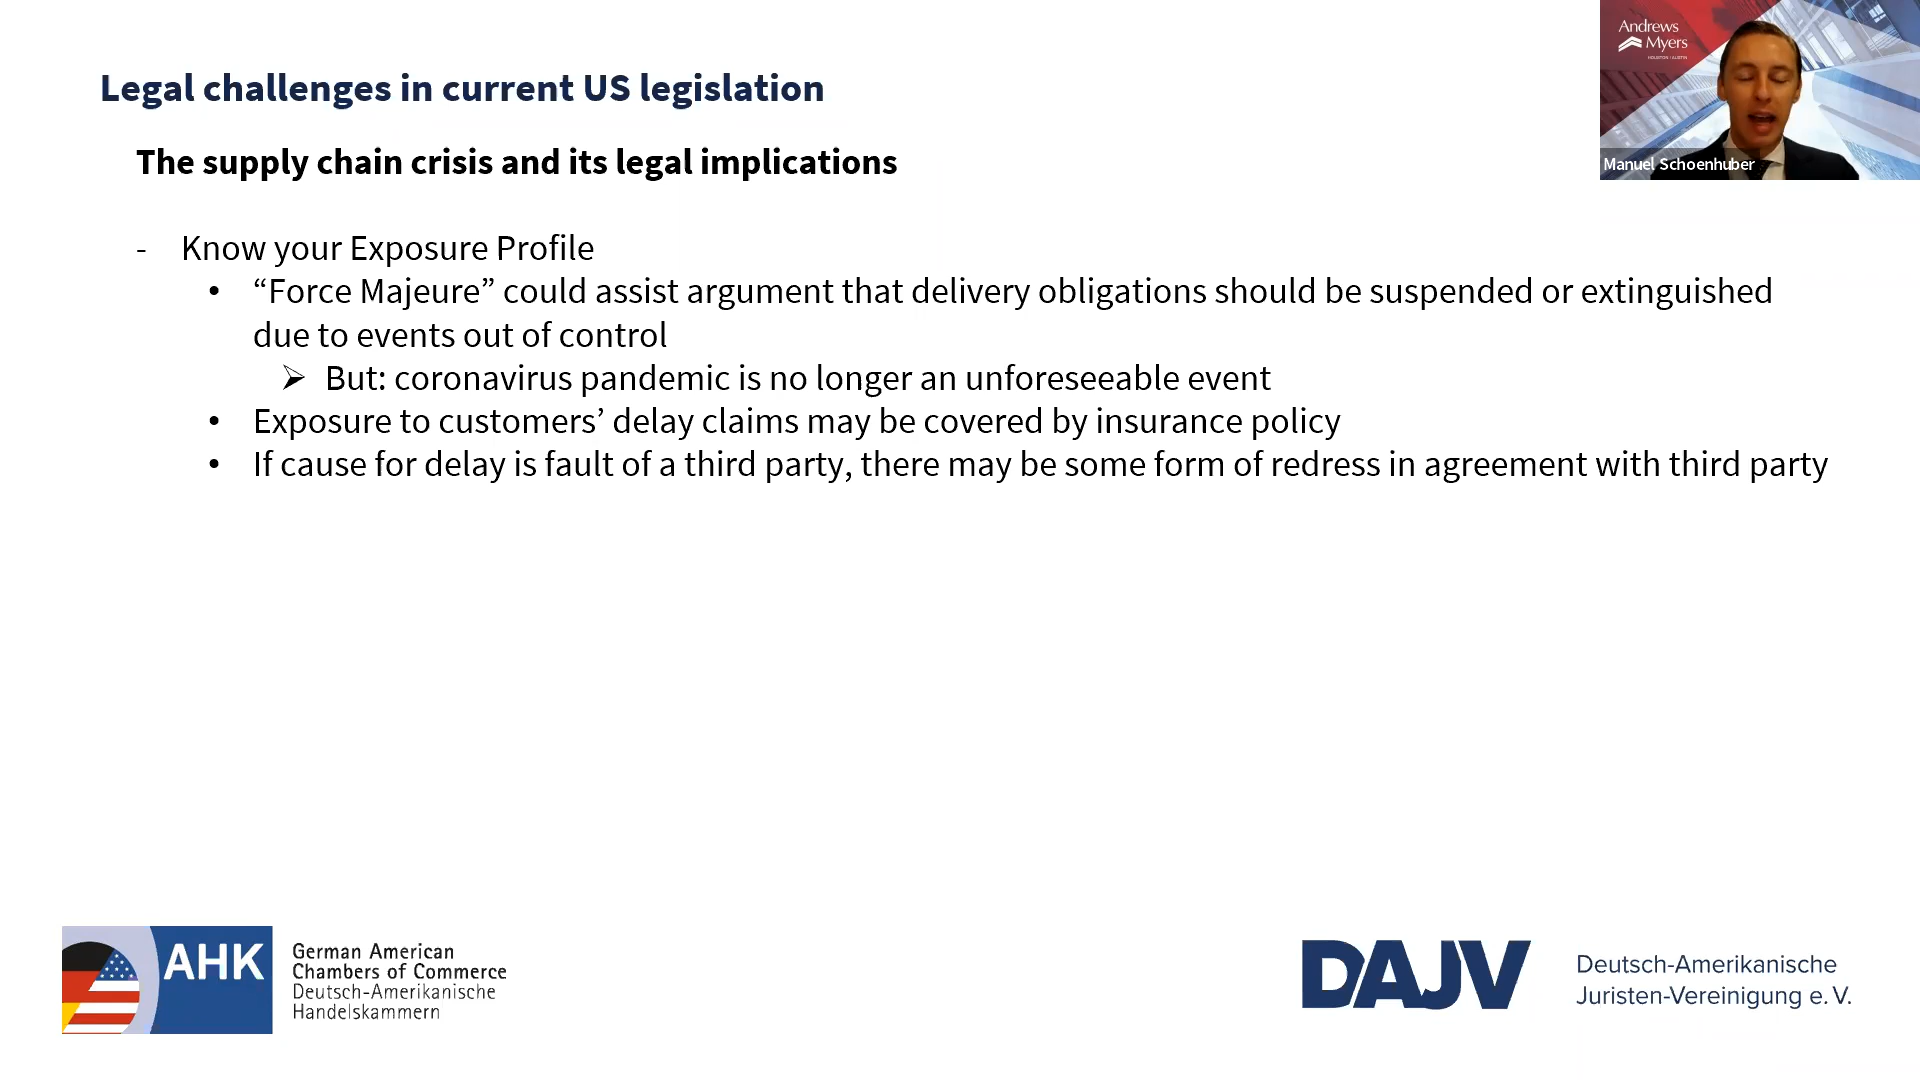 Legal challenges in current US legislation
The supply chain crisis and its legal implications
- Know your Exposure Profile
• “Force Majeure” could assist argument that delivery obligations should be suspended or extinguished
due to events out of control
➢ But: coronavirus pandemic is no longer an unforeseeable event
• Exposure to customers’ delay claims may be covered by insurance policy
• If cause for delay is fault of a third party, there may be some form of redress in agreement with third party
Andrews
Myers
HOUSTON | AUSTIN
Manuel Schoenhuber
AHK
German American
Chambers of Commerce
Deutsch-Amerikanische
Handelskammern
DAJV
Deutsch-Amerikanische
Juristen-Vereinigung e. V.